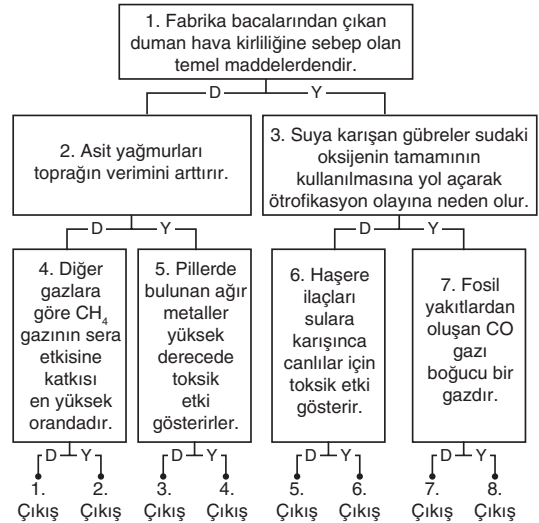 1. Fabrika bacalarından çıkan
duman hava kirliliğine sebep olan
temel maddelerdendir.
D Y
2. Asit yağmurları
toprağın verimini arttırır.
3. Suya karışan gübreler sudaki
oksijenin tamamının
kullanılmasına yol açarak
ötrofikasyon olayına neden olur.
D Y D Y
4. Diğer
gazlara
göre CH4
gazının sera
etkisine
katkısı
en yüksek
orandadır.
5. Pillerde
bulunan ağır
metaller
yüksek
derecede
toksik
etki
gösterirler.
6. Haşere
ilaçları
sulara
karışınca
canlılar için
toksik etki
gösterir.
7. Fosil
yakıtlardan
oluşan CO
gazı
boğucu bir
gazdır.
D Y D Y D Y D Y
1. 2. 3. 4. 5. 6. 7. 8.
Çıkış Çıkış Çıkış Çıkış Çıkış Çıkış Çıkış Çıkış